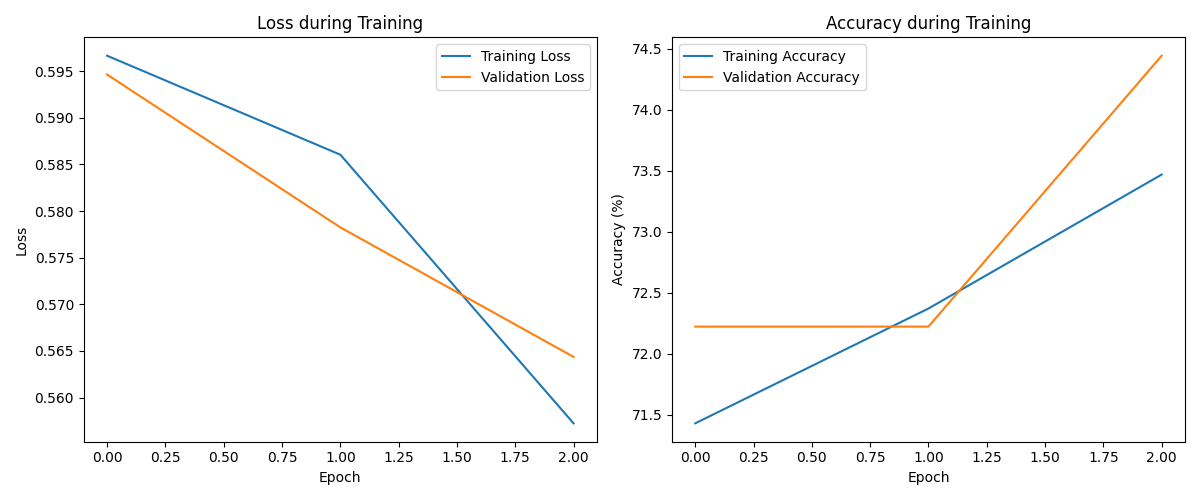 Loss during Training
Training Loss
Validation Loss
0.595
0.590
0.585
0.580
0.575
0.570
0.565
0.560
Loss
0.00 0.25 0.50 0.75 1.00 1.25 1.50 1.75 2.00
Epoch
Accuracy during Training
Training Accuracy
Validation Accuracy
74.5
74.0
73.5
73.0
72.5
72.0
71.5
Accuracy (%)
0.00 0.25 0.50 0.75 1.00 1.25 1.50 1.75 2.00
Epoch